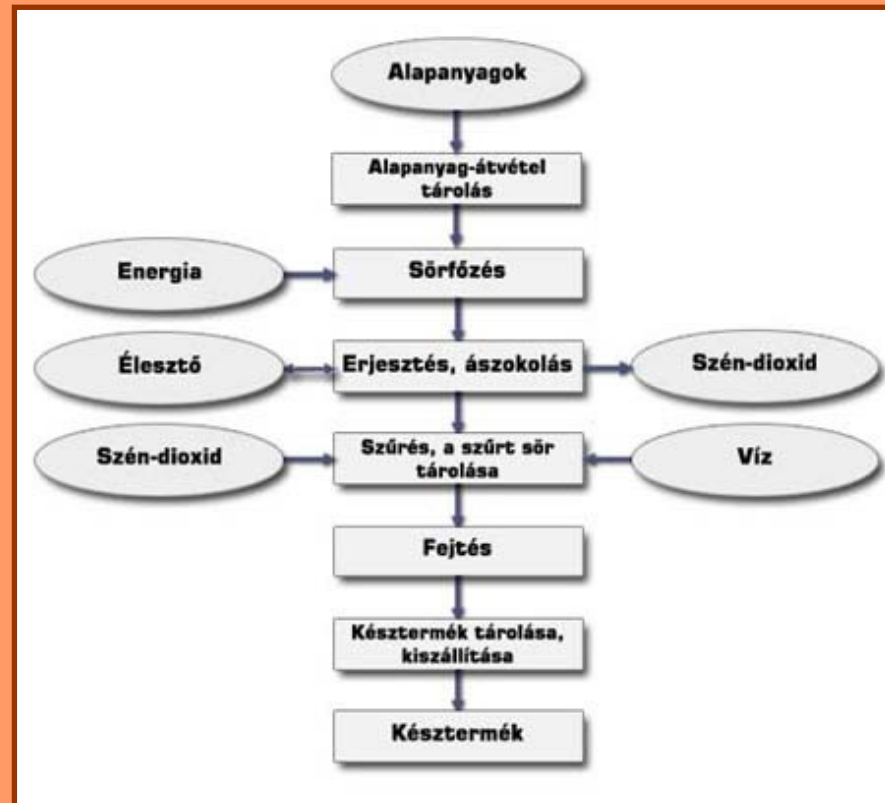 Alapanyagok
Alapanyag-átvétel
tárolás
Energia
Sörfőzés
Élesztő
Erjesztés, ászokolás
Szén-dioxid
Szén-dioxid
Szűrés, a szűrt sör
tárolása
Víz
Fejtés
Késztermék tárolása,
kiszállítása
Késztermék